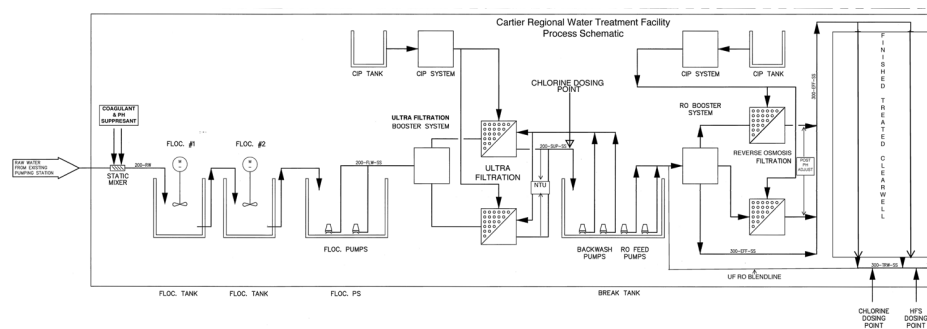 Cartier Regional Water Treatment Facility
Process Schematic
CIP TANK
CIP SYSTEM
CIP SYSTEM
CIP TANK
CHLORINE DOSING
POINT
COAGULANT
& PH
SUPPRESANT
FLOC. #1
FLOC. #2
ULTRA FILTRATION
BOOSTER SYSTEM
RO BOOSTER
SYSTEM
300-EFF-SS
FINISHED TREATED CLEARWELL
RAW WATER
FROM EXISTING
PUMPING STATION
200-RW
STATIC
MIXER
200-FLW-SS
200-SUP-SS
ULTRA
FILTRATION
NTU
REVERSE OSMOSIS
FILTRATION
POST
PH
ADJUST
FLOC. PUMPS
BACKWASH
PUMPS
RO FEED
PUMPS
300-EFF-SS
300-TRW-SS
UF RO BLENDLINE
FLOC. TANK
FLOC. TANK
FLOC. PS
BREAK TANK
CHLORINE
DOSING
POINT
HFS
DOSING
POINT